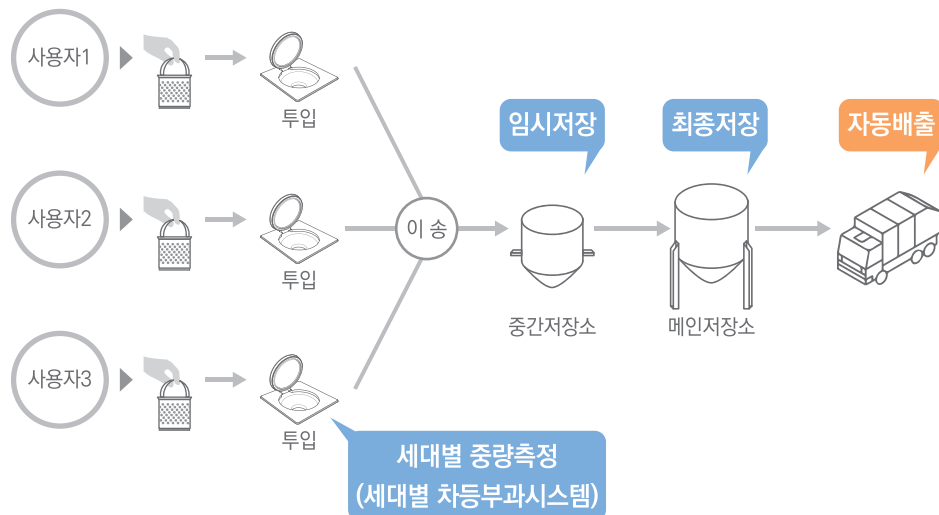 사용자1
투입
임시저장
최종저장
자동배출
사용자2
투입
이 송
중간저장소
메인저장소
사용자3
투입
세대별 중량측정
(세대별 차등부과시스템)